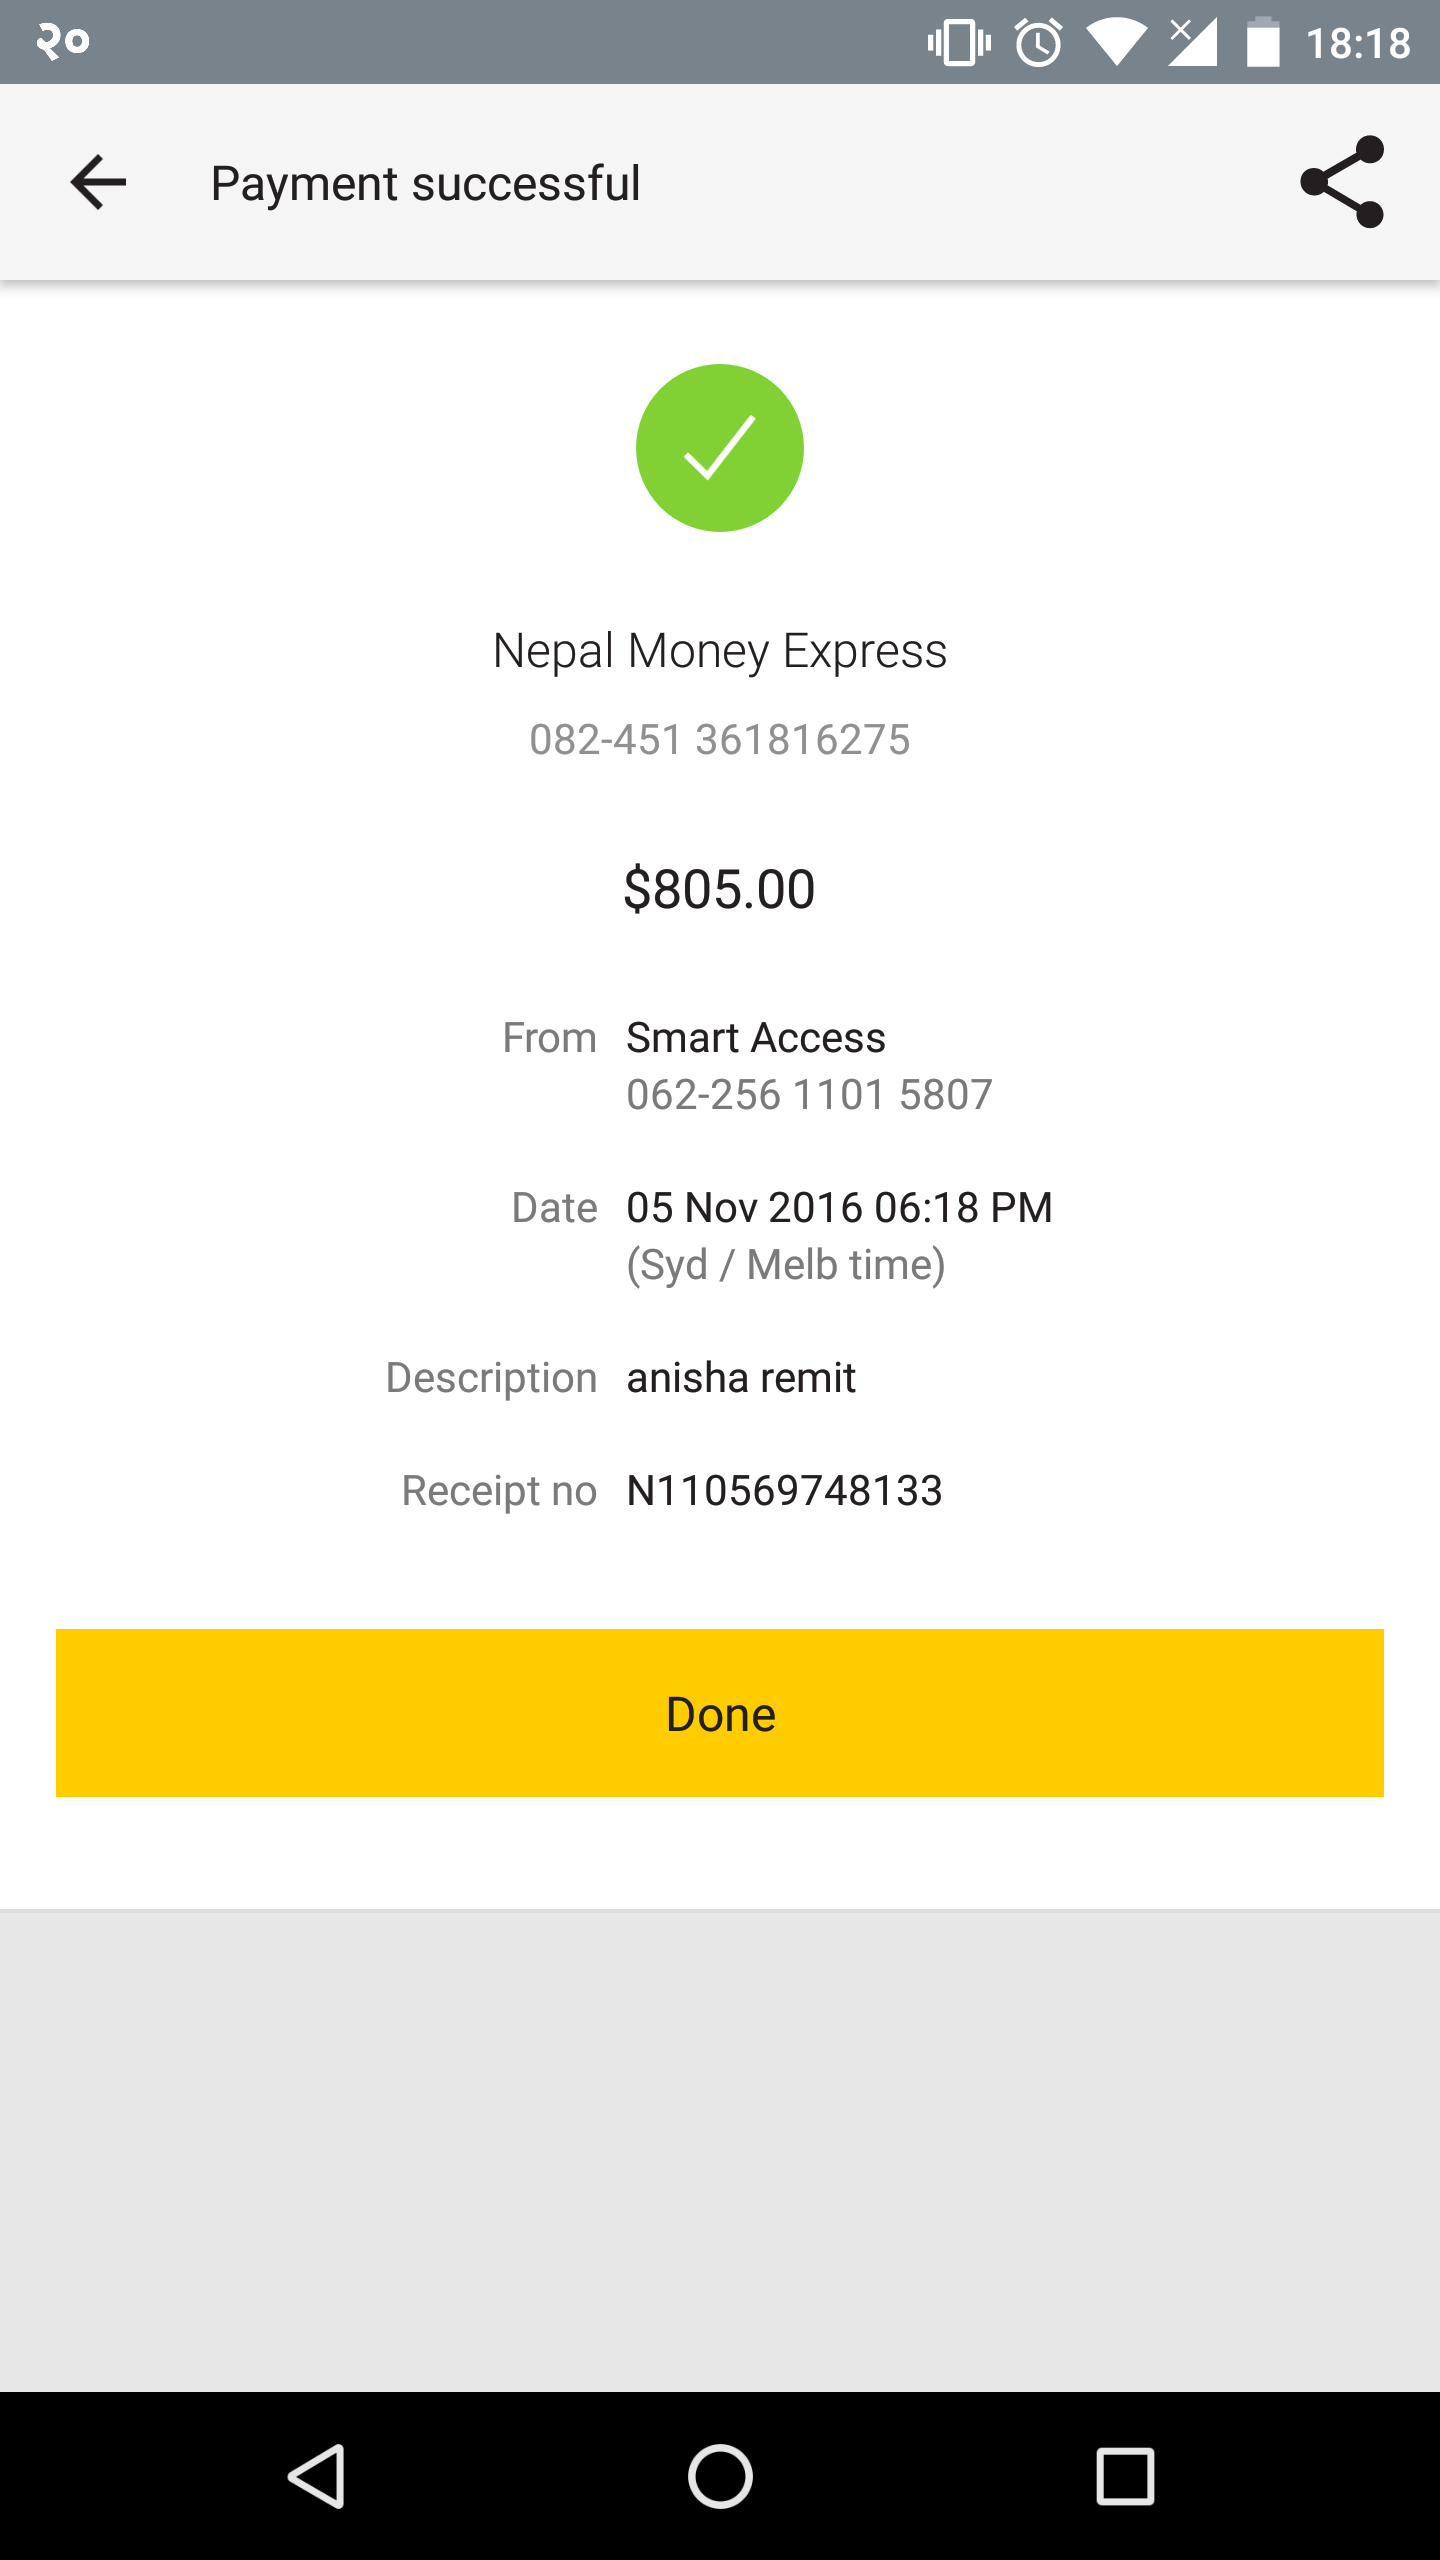 २०
18:18
Payment successful
Nepal Money Express
082-451 361816275
$805.00
From Smart Access
062-256 1101 5807
Date 05 Nov 2016 06:18 PM
(Syd / Melb time)
Description anisha remit
Receipt no N110569748133
Done